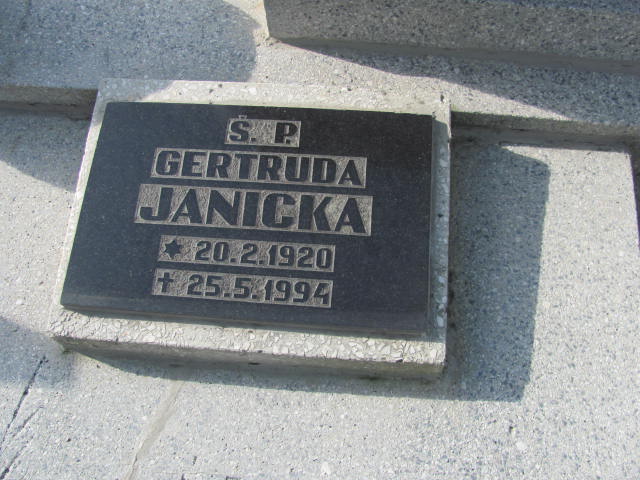 Ś. P.
GERTRUDA
JANICKA
✶ 20.2.1920
✝ 25.5.1994